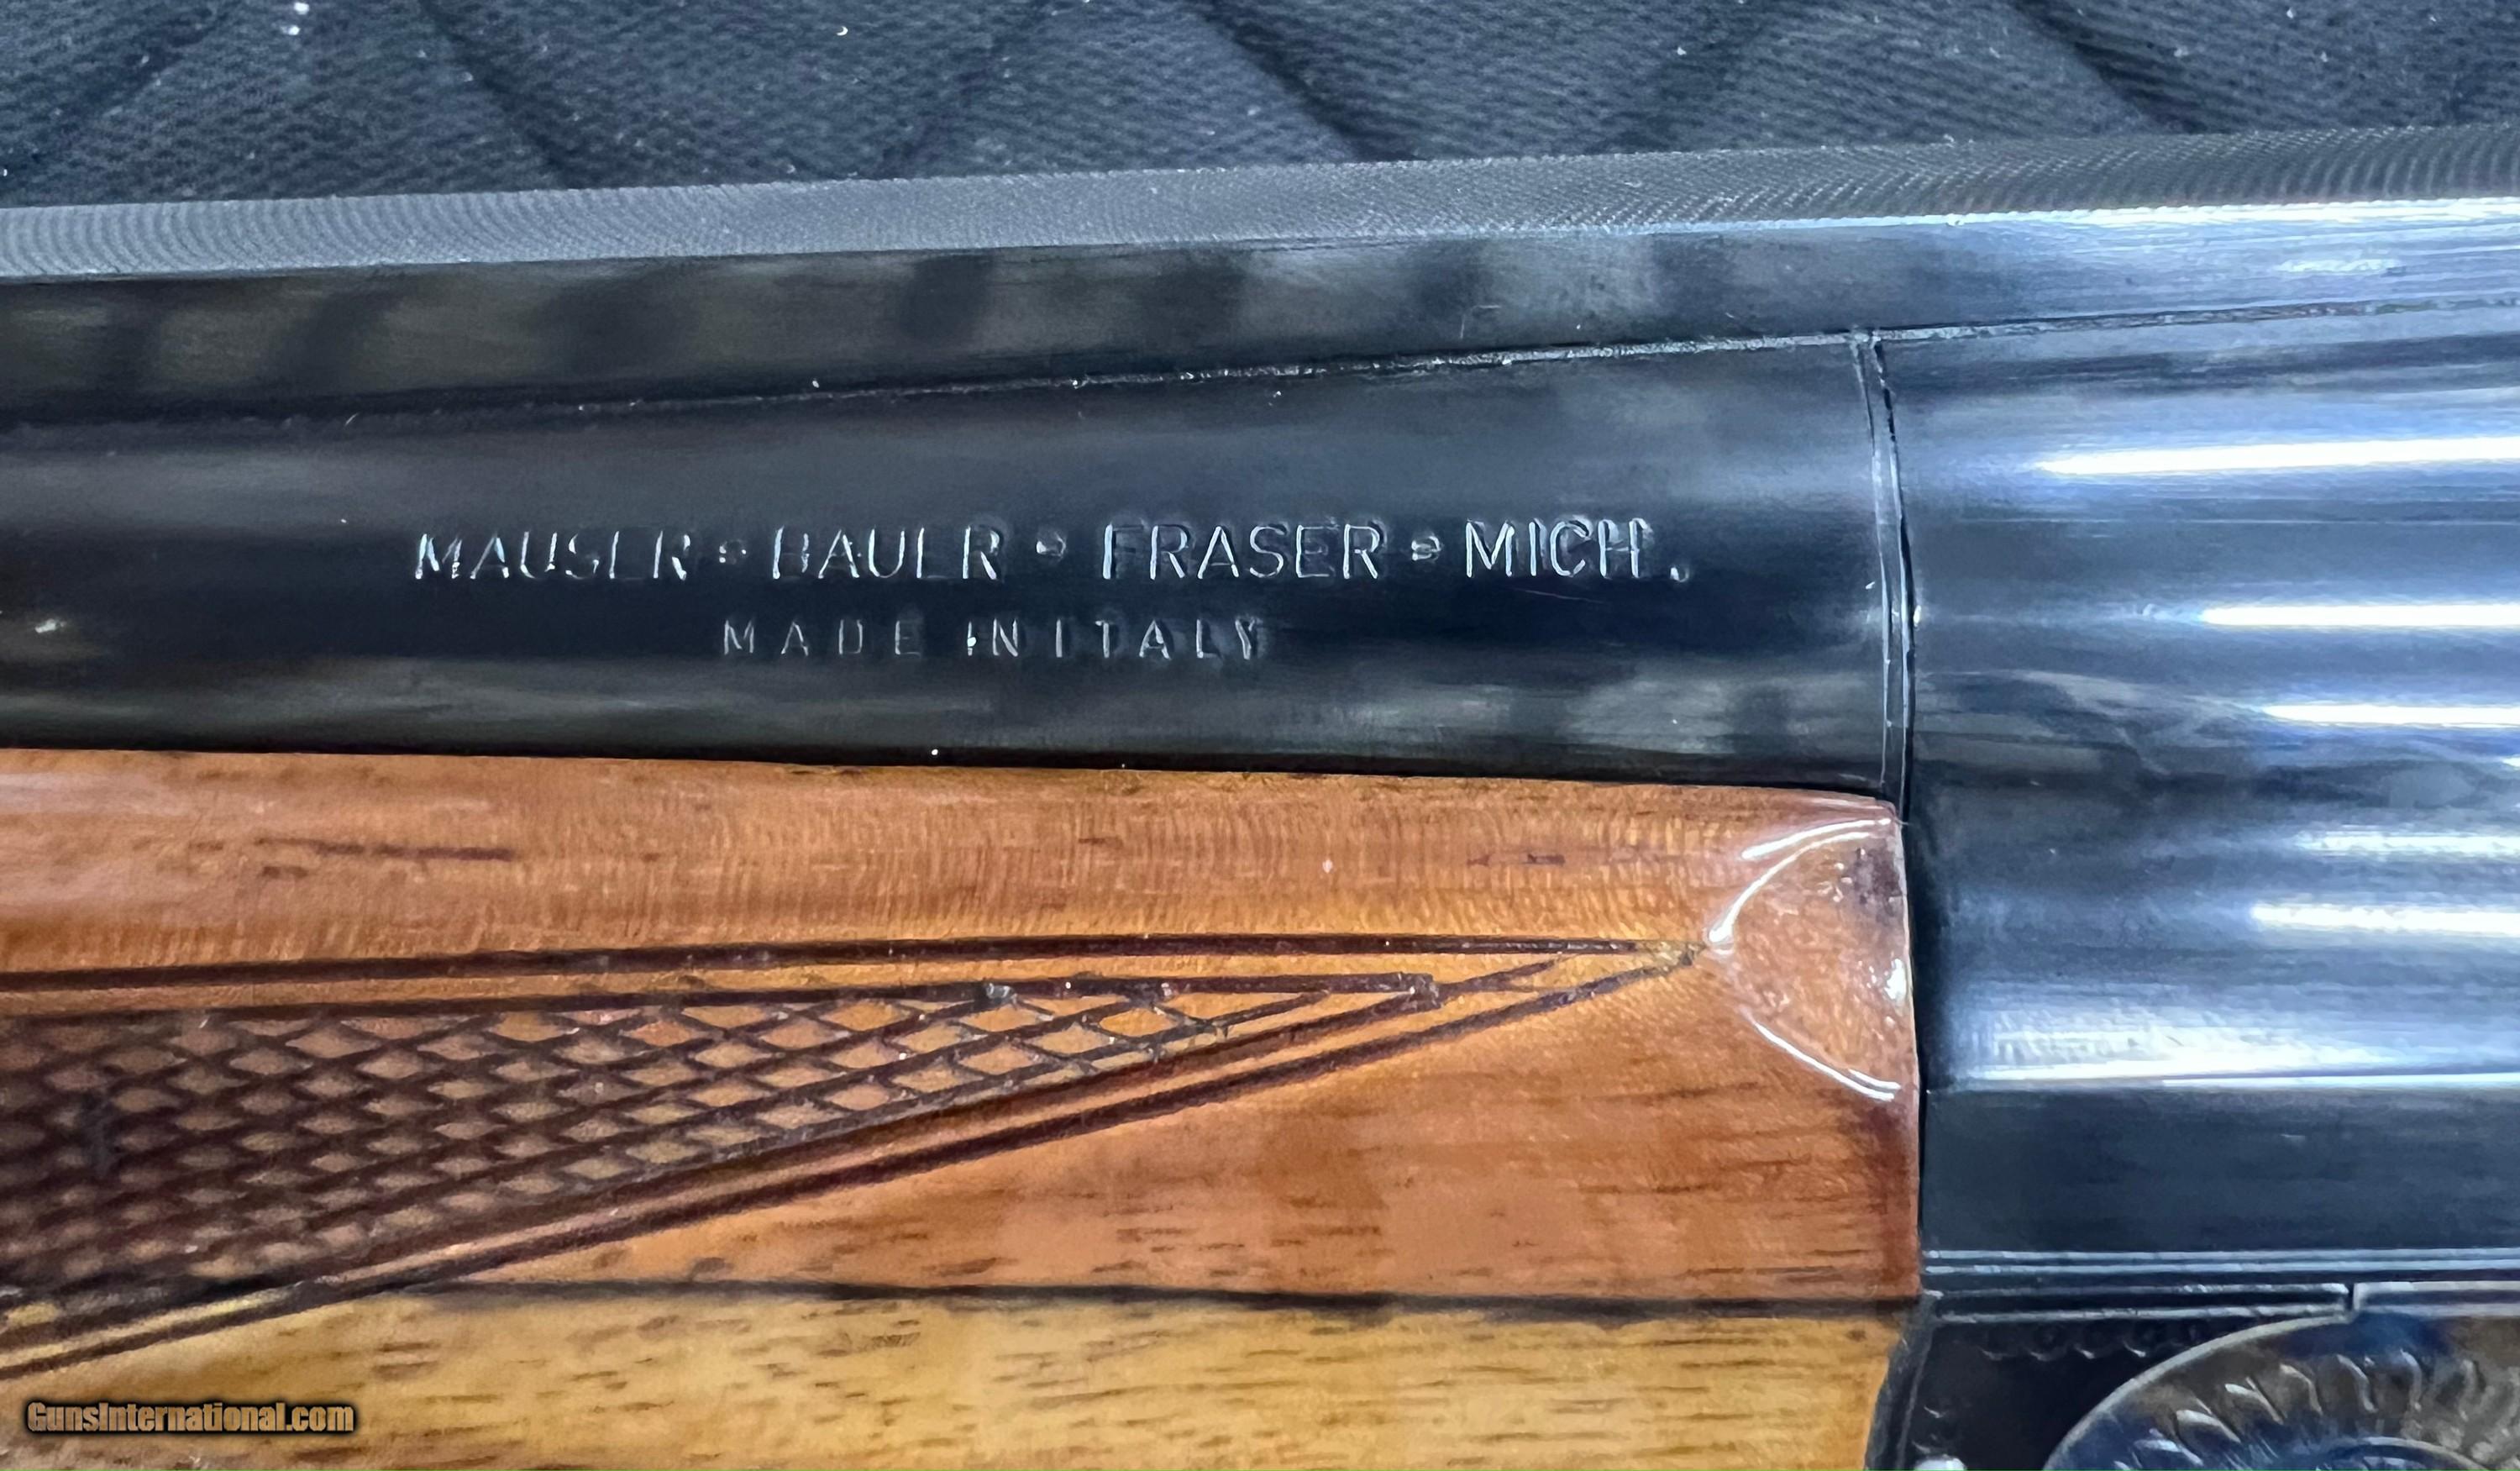 MAUSER • BAUER • FRASER • MICH.
MADE IN ITALY
GunsInternational.com